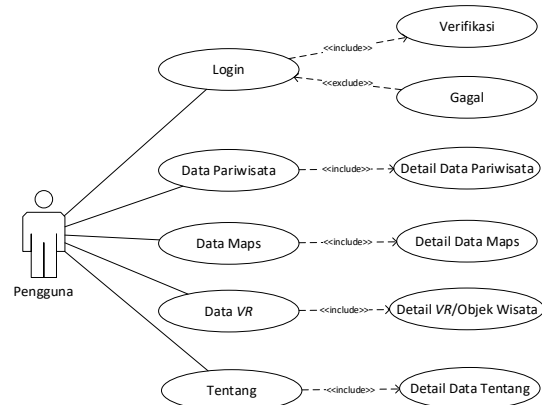 Verifikasi
<<include>>
Login
<<exclude>>
Gagal
Data Pariwisata
<<include>>
Detail Data Pariwisata
Data Maps
<<include>>
Detail Data Maps
Pengguna
Data VR
<<include>>
Detail VR/Objek Wisata
Tentang
<<include>>
Detail Data Tentang